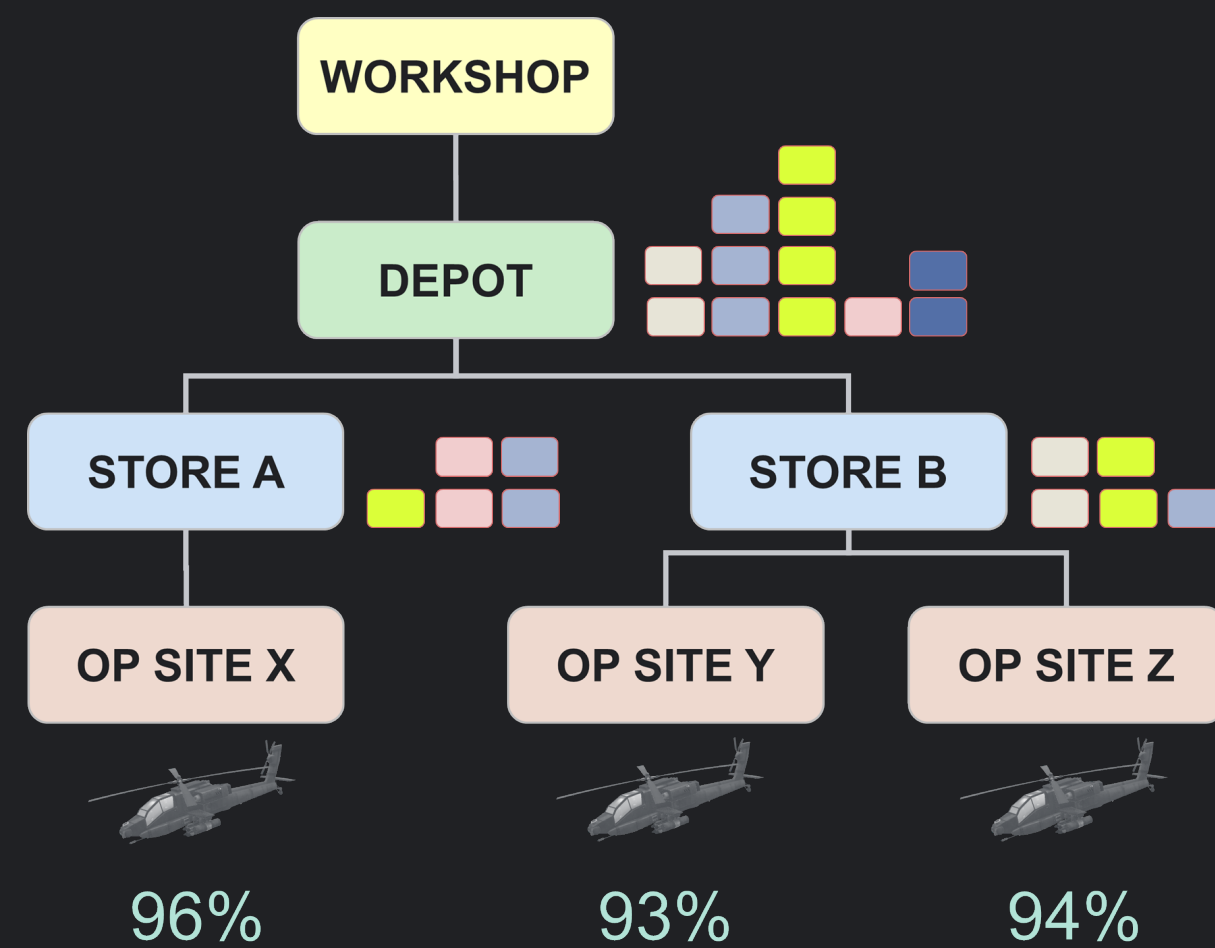 WORKSHOP
DEPOT
STORE A
STORE B
OP SITE X
OP SITE Y
OP SITE Z
96%
93%
94%